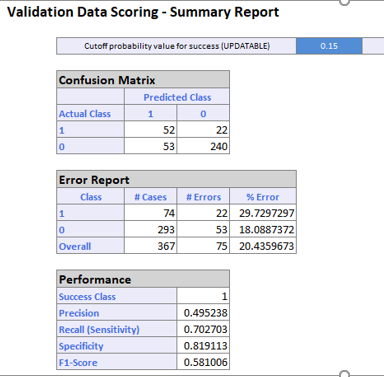 Validation Data Scoring - Summary Report
Cutoff probability value for success (UPDATABLE) 0.15
Confusion Matrix
Predicted Class
Actual Class 1 0
1 52 22
0 53 240
Error Report
Class # Cases # Errors % Error
1 74 22 29.7297297
0 293 53 18.0887372
Overall 367 75 20.4359673
Performance
Success Class 1
Precision 0.495238
Recall (Sensitivity) 0.702703
Specificity 0.819113
F1-Score 0.581006